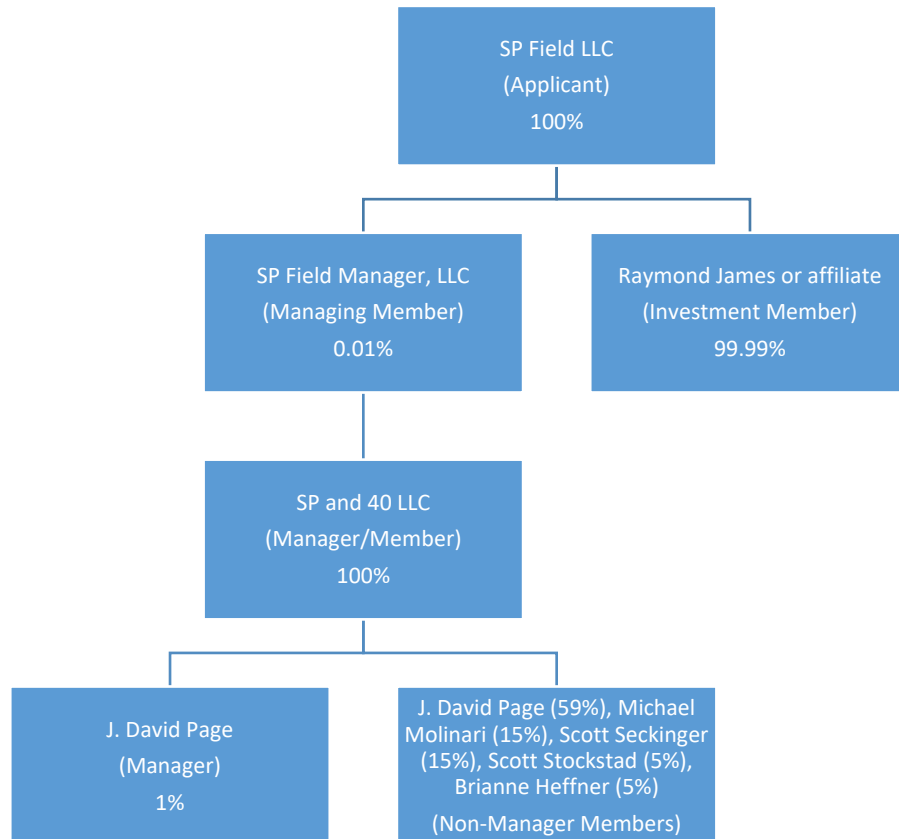 SP Field LLC
(Applicant)
100%
SP Field Manager, LLC
(Managing Member)
0.01%
Raymond James or affiliate
(Investment Member)
99.99%
SP and 40 LLC
(Manager/Member)
100%
J. David Page
(Manager)
1%
J. David Page (59%), Michael
Molinari (15%), Scott Seckinger
(15%), Scott Stockstad (5%),
Brianne Heffner (5%)
(Non-Manager Members)